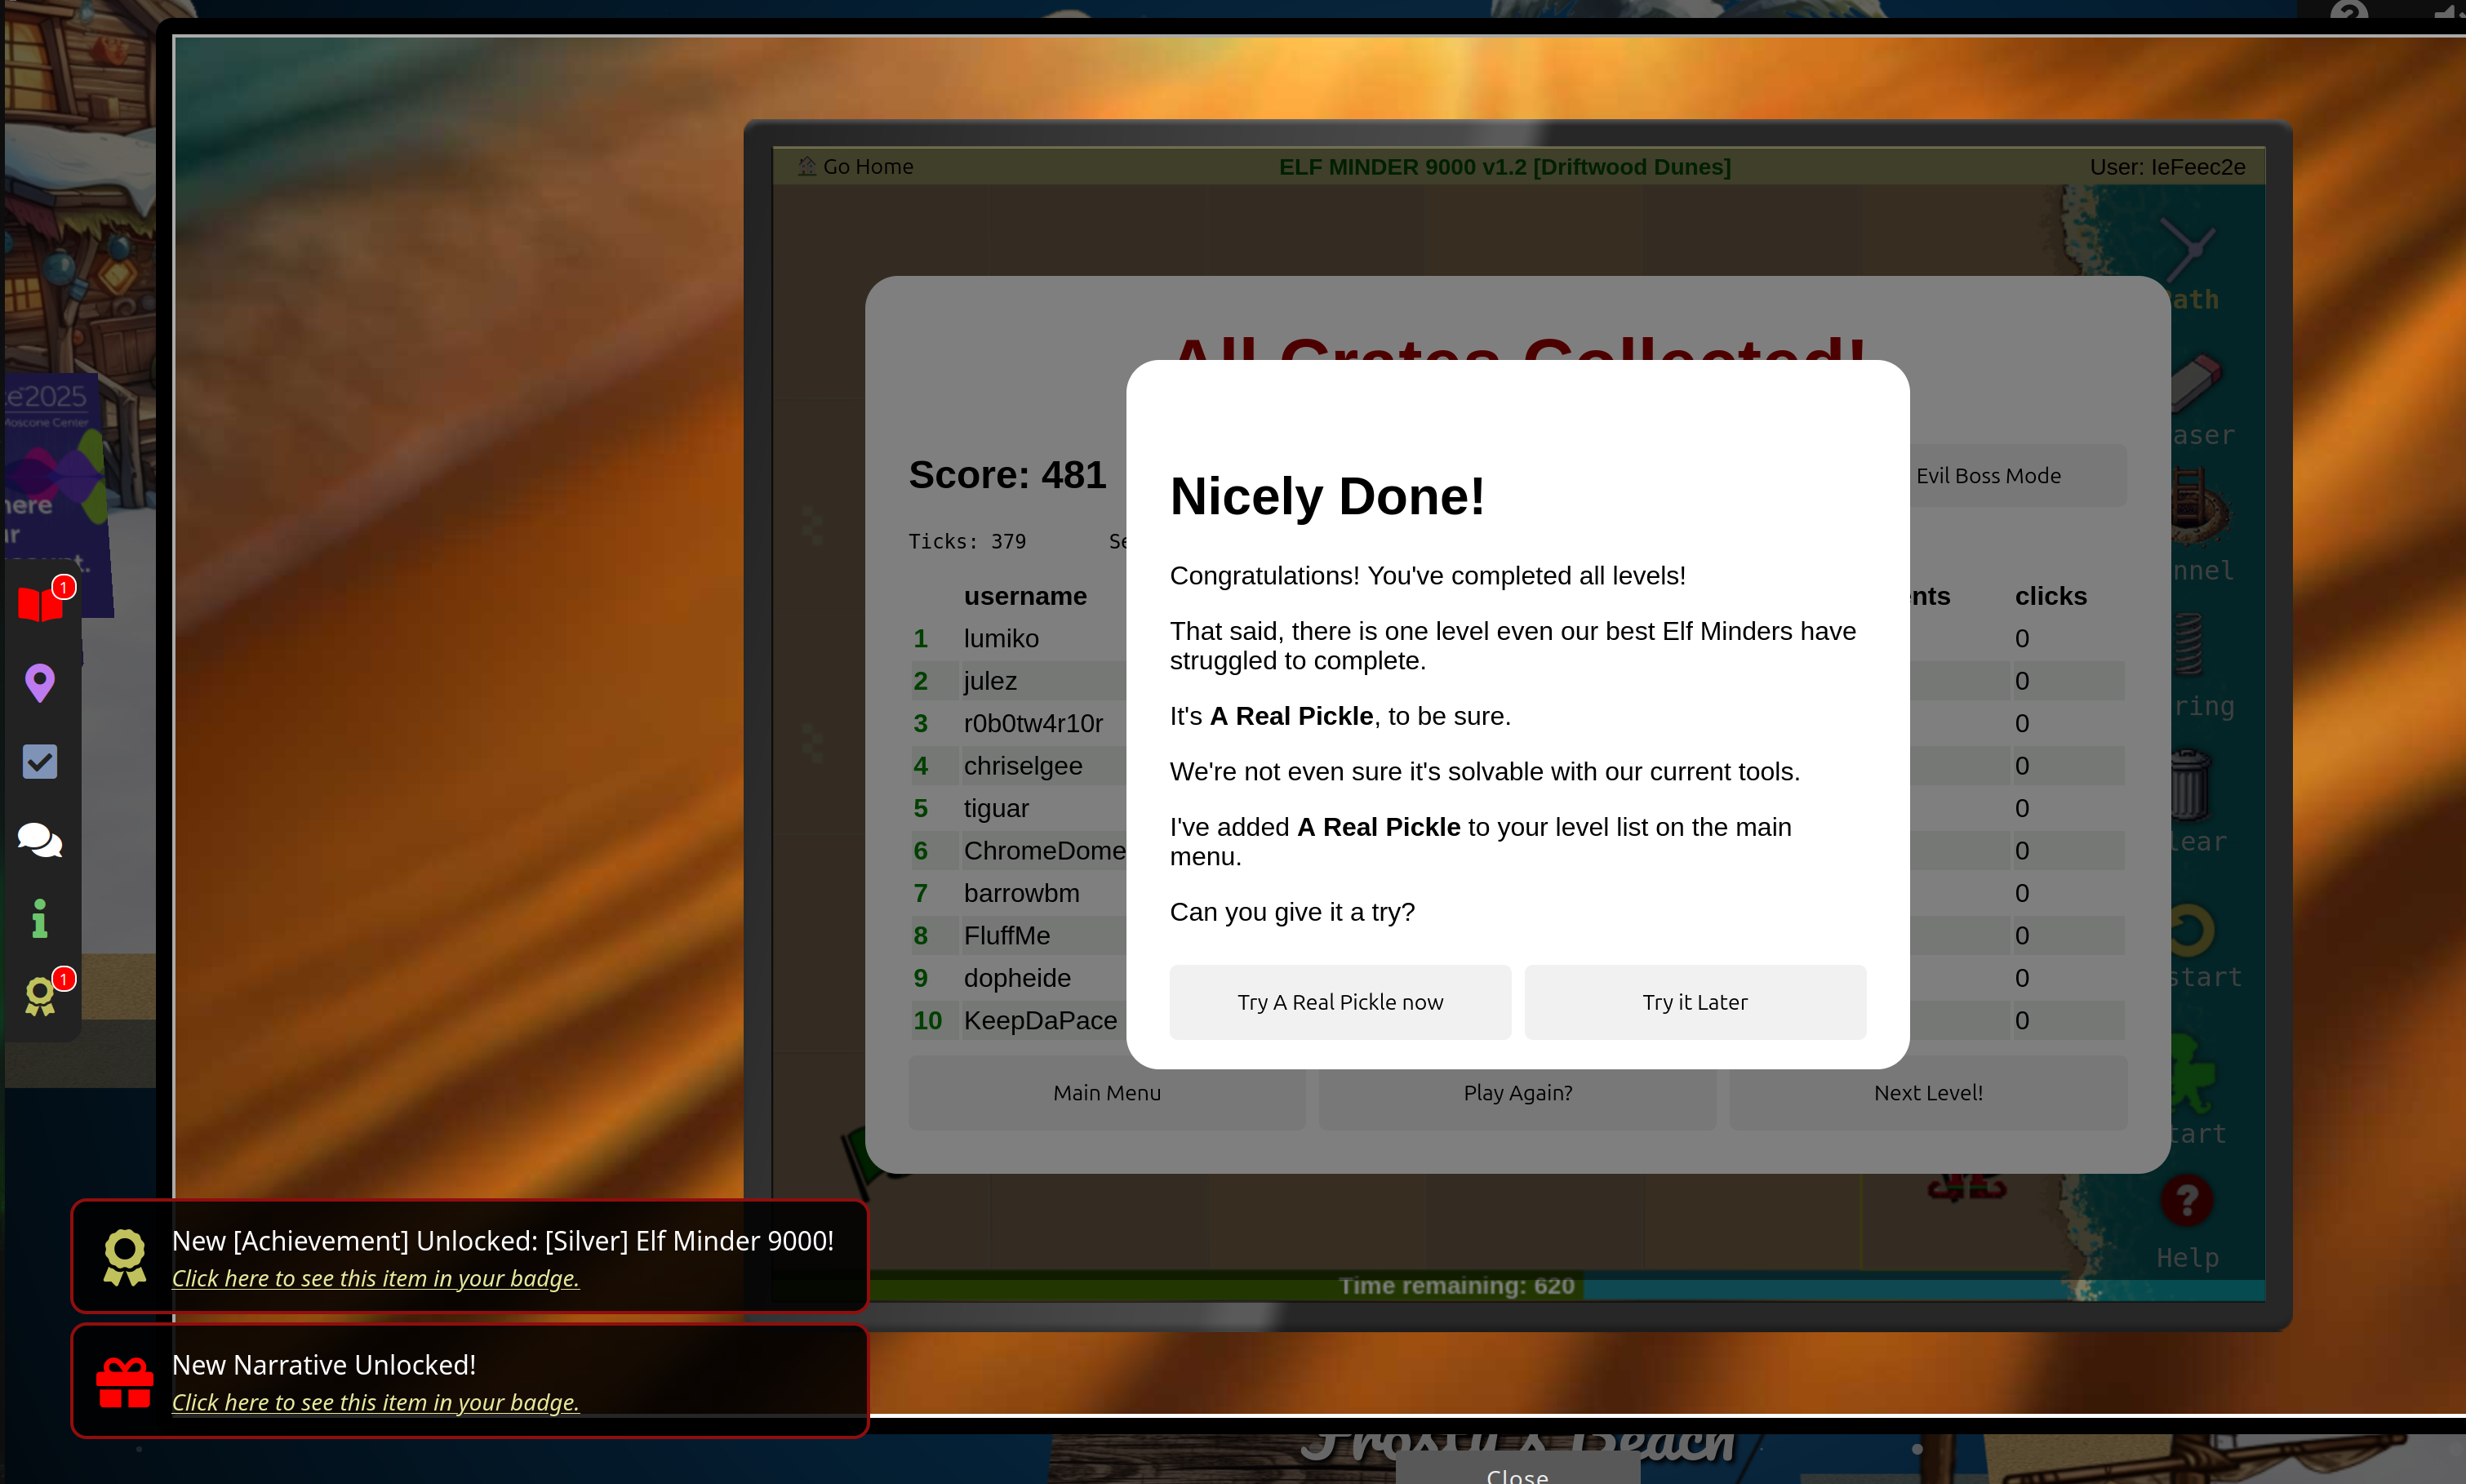 e2025
Moscone Center
here
ur
t.
1
1
Go Home
ELF MINDER 9000 v1.2 [Driftwood Dunes]
User: IeFeec2e
All Crates Collected!
Score: 481
Evil Boss Mode
Ticks: 379
Se
username
nts
clicks
1 lumiko 0
2 julez 0
3 r0b0tw4r10r 0
4 chriselgee 0
5 tiguar 0
6 ChromeDome 0
7 barrowbm 0
8 FluffMe 0
9 dopheide 0
10 KeepDaPace 0
Main Menu
Play Again?
Next Level!
Nicely Done!
Congratulations! You've completed all levels!
That said, there is one level even our best Elf Minders have
struggled to complete.
It's A Real Pickle, to be sure.
We're not even sure it's solvable with our current tools.
I've added A Real Pickle to your level list on the main
menu.
Can you give it a try?
Try A Real Pickle now
Try it Later
ath
aser
nnel
ring
lear
start
tart
Help
Time remaining: 620
New [Achievement] Unlocked: [Silver] Elf Minder 9000!
Click here to see this item in your badge.
New Narrative Unlocked!
Click here to see this item in your badge.
Frosty's Beach
Close